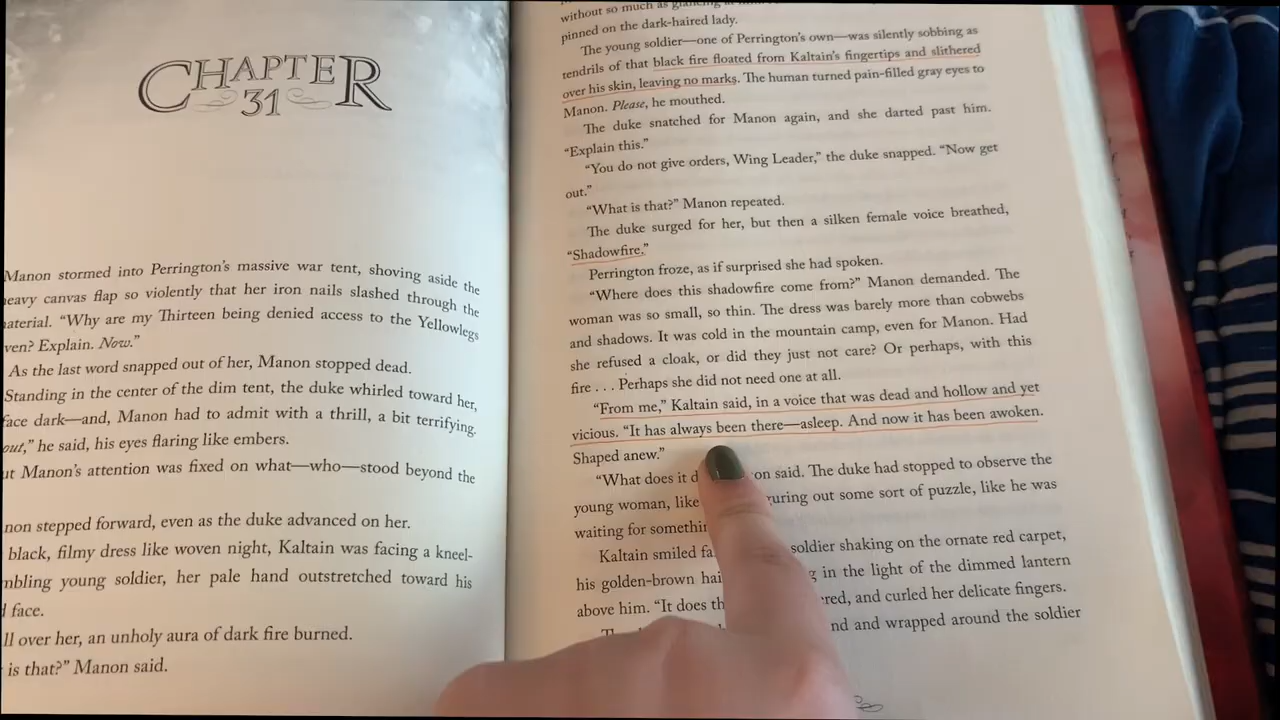 CHAPTER
31
Manon stormed into Perrington's massive war tent, shoving aside the
heavy canvas flap so violently that her iron nails slashed through the
material. "Why are my Thirteen being denied access to the Yellowlegs
ven? Explain. Now."
As the last word snapped out of her, Manon stopped dead.
Standing in the center of the dim tent, the duke whirled toward her,
face dark—and, Manon had to admit with a thrill, a bit terrifying.
out," he said, his eyes flaring like embers.
ut Manon's attention was fixed on what—who—stood beyond the
non stepped forward, even as the duke advanced on her.
black, filmy dress like woven night, Kaltain was facing a kneel-
mbling young soldier, her pale hand outstretched toward his
face.
ll over her, an unholy aura of dark fire burned.
is that?" Manon said.
without so much as glancing
pinned on the dark-haired lady.
The young soldier—one of Perrington's own—was silently sobbing as
tendrils of that black fire floated from Kaltain's fingertips and slithered
over his skin, leaving no marks. The human turned pain-filled gray eyes to
Manon. Please, he mouthed.
The duke snatched for Manon again, and she darted past him.
"Explain this."
"You do not give orders, Wing Leader," the duke snapped. "Now get
out."
"What is that?" Manon repeated.
The duke surged for her, but then a silken female voice breathed,
"Shadowfire."
Perrington froze, as if surprised she had spoken.
"Where does this shadowfire come from?" Manon demanded. The
woman was so small, so thin. The dress was barely more than cobwebs
and shadows. It was cold in the mountain camp, even for Manon. Had
she refused a cloak, or did they just not care? Or perhaps, with this
fire . . . Perhaps she did not need one at all.
"From me," Kaltain said, in a voice that was dead and hollow and yet
vicious. "It has always been there—asleep. And now it has been awoken.
Shaped anew."
"What does it d on said. The duke had stopped to observe the
young woman, like guring out some sort of puzzle, like he was
waiting for somethin
Kaltain smiled fa soldier shaking on the ornate red carpet,
his golden-brown hai g in the light of the dimmed lantern
above him. "It does th red, and curled her delicate fingers.
nd and wrapped around the soldier